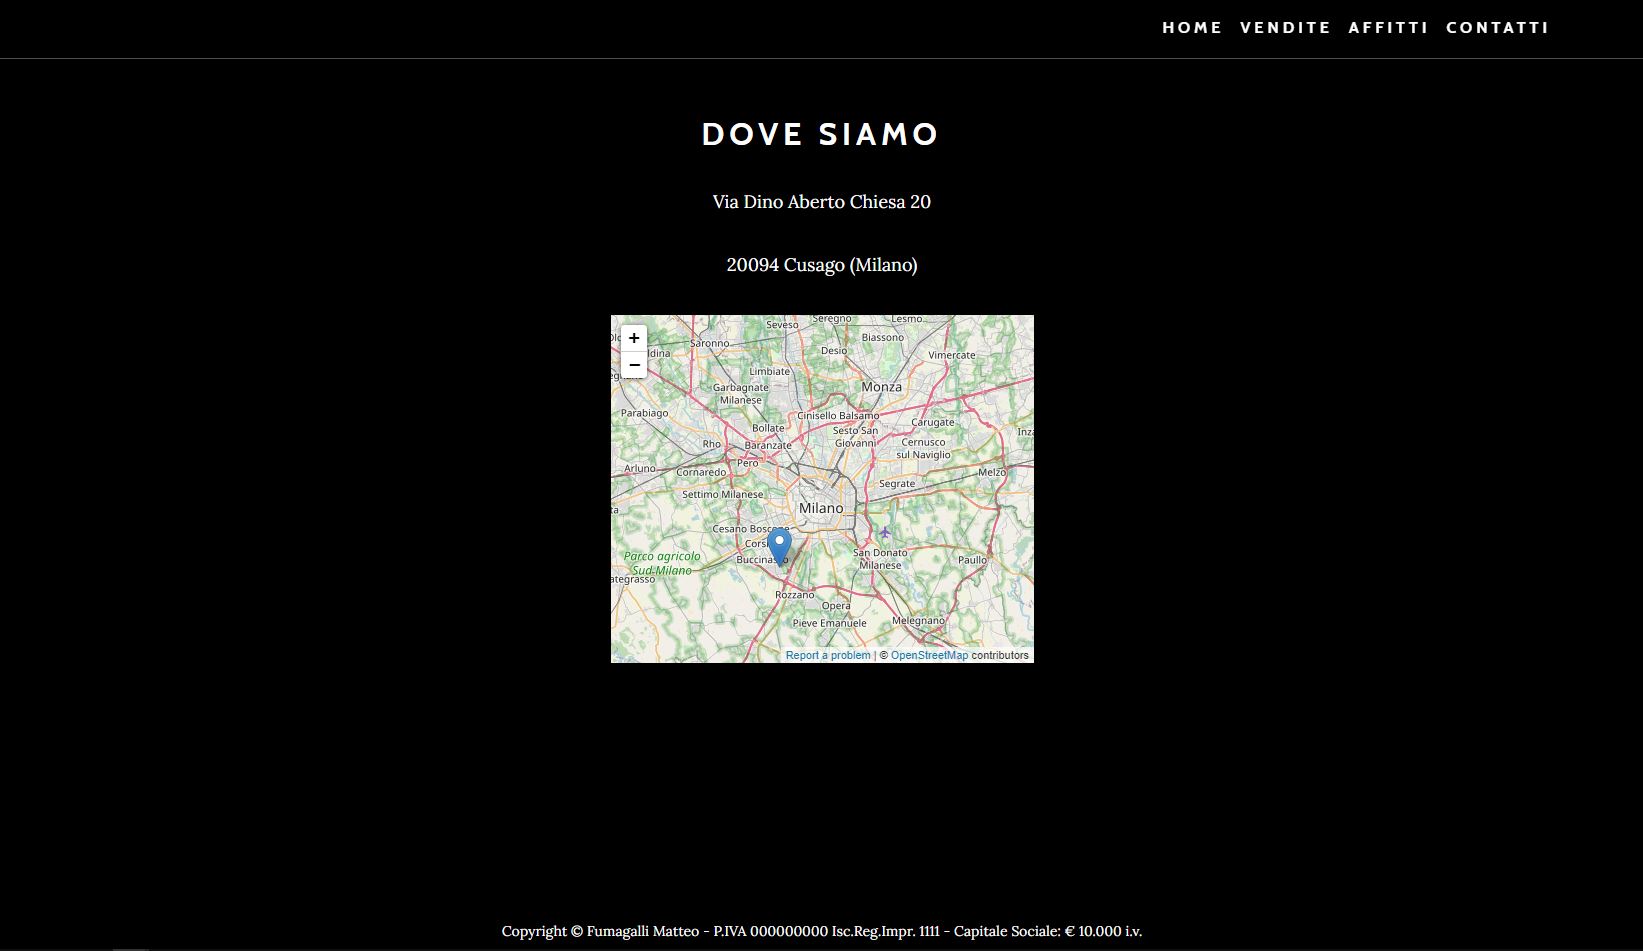 HOME VENDITE AFFITTI CONTATTI
DOVE SIAMO
Via Dino Aberto Chiesa 20
20094 Cusago (Milano)
+
−
Seveso
Seregno
Lesmo
Saronno
Desio
Biassono
Vimercate
Limbiate
Garbagnate
Milanese
Monza
Parabiago
Cinisello Balsamo
Carugate
Bollate
Sesto San
Giovanni
Rho
Baranzate
Cernusco
sul Naviglio
Pero
Arluno
Cornaredo
Segrate
Melzo
Settimo Milanese
Milano
Cesano Bosc
Corsi
Buccinas
o
Parco agricolo
Sud-Milano
San Donato
Milanese
Paullo
ategrasso
Rozzano
Opera
Pieve Emanuele
Melegnano
Report a problem | © OpenStreetMap contributors
Copyright © Fumagalli Matteo - P.IVA 000000000 Isc.Reg.Impr. 1111 - Capitale Sociale: € 10.000 i.v.